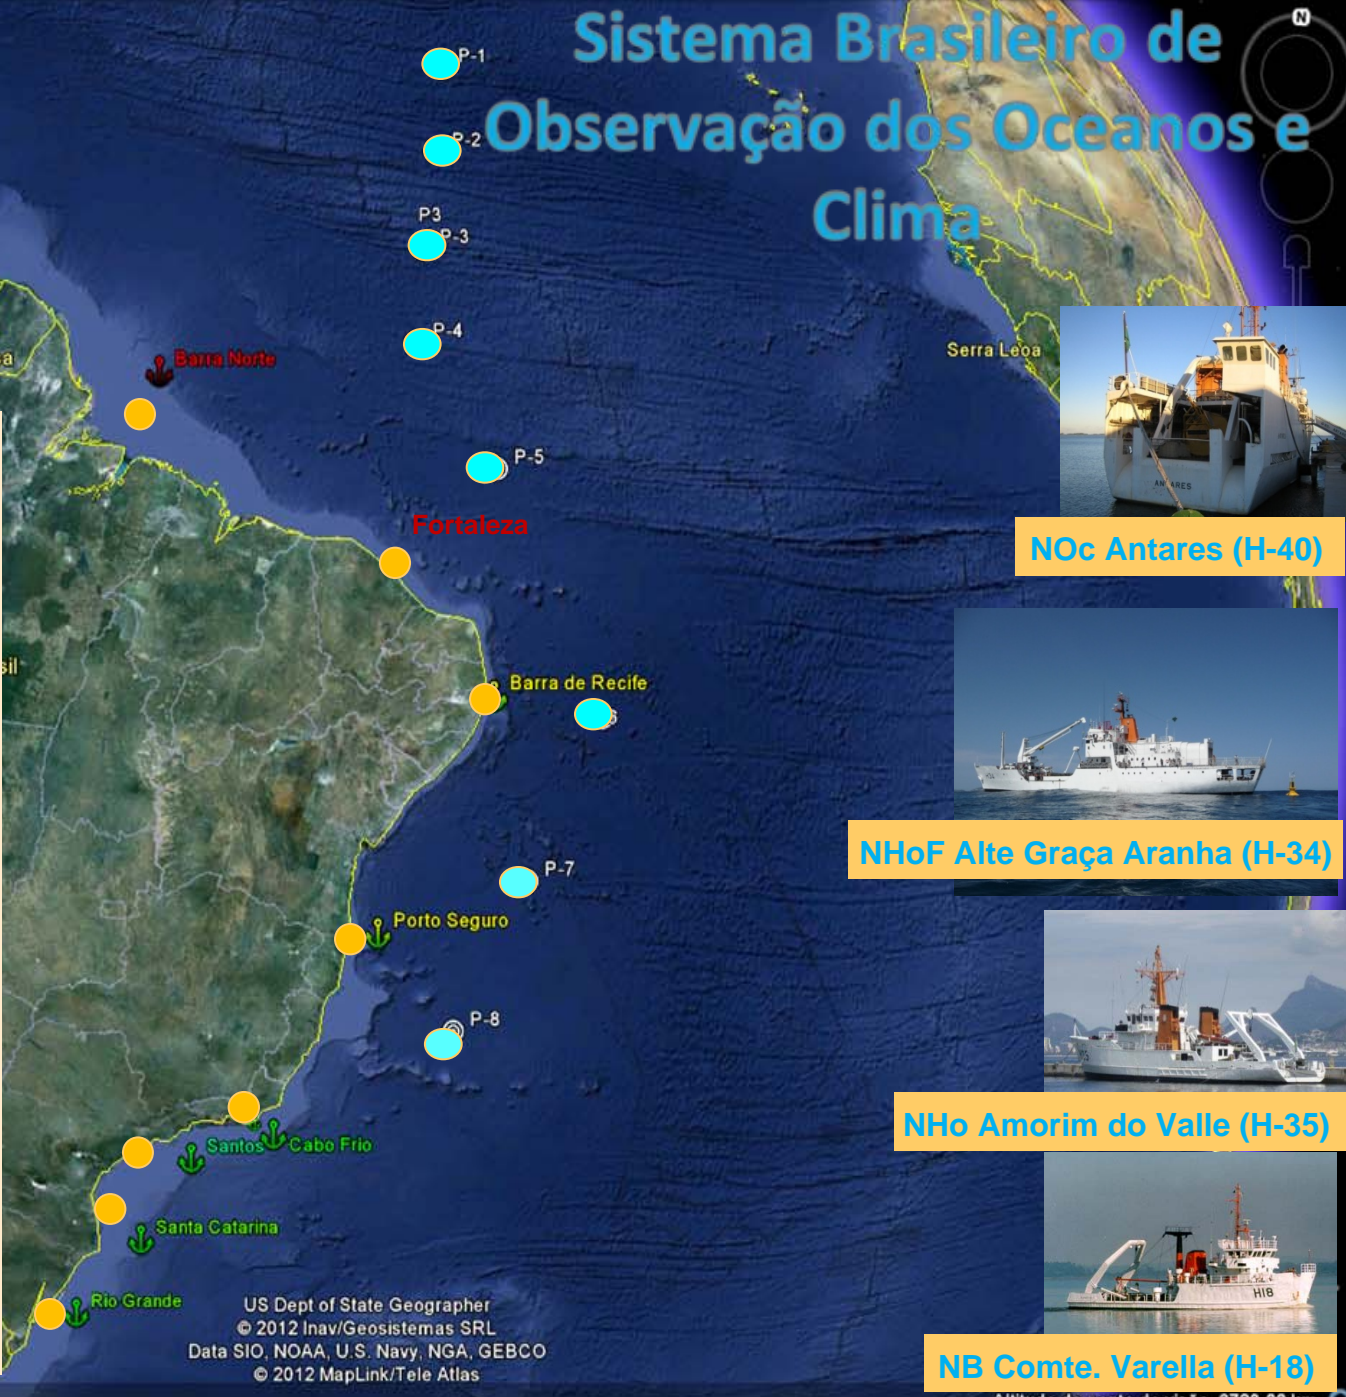 Sistema Brasileiro de
Observação dos Oceanos e
Clima
N
P-1
P-2
P3
P-3
P-4
Serra Leoa
Barra Norte
P-5
ANTARES
Fortaleza
NOc Antares (H-40)
Barra de Recife
6
NHoF Alte Graça Aranha (H-34)
P-7
Porto Seguro
P-8
NHo Amorim do Valle (H-35)
Santos
Cabo Frio
Santa Catarina
H18
Rio Grande
US Dept of State Geographer
© 2012 Inav/Geosistemas SRL
Data SIO, NOAA, U.S. Navy, NGA, GEBCO
© 2012 MapLink/Tele Atlas
NB Comte. Varella (H-18)